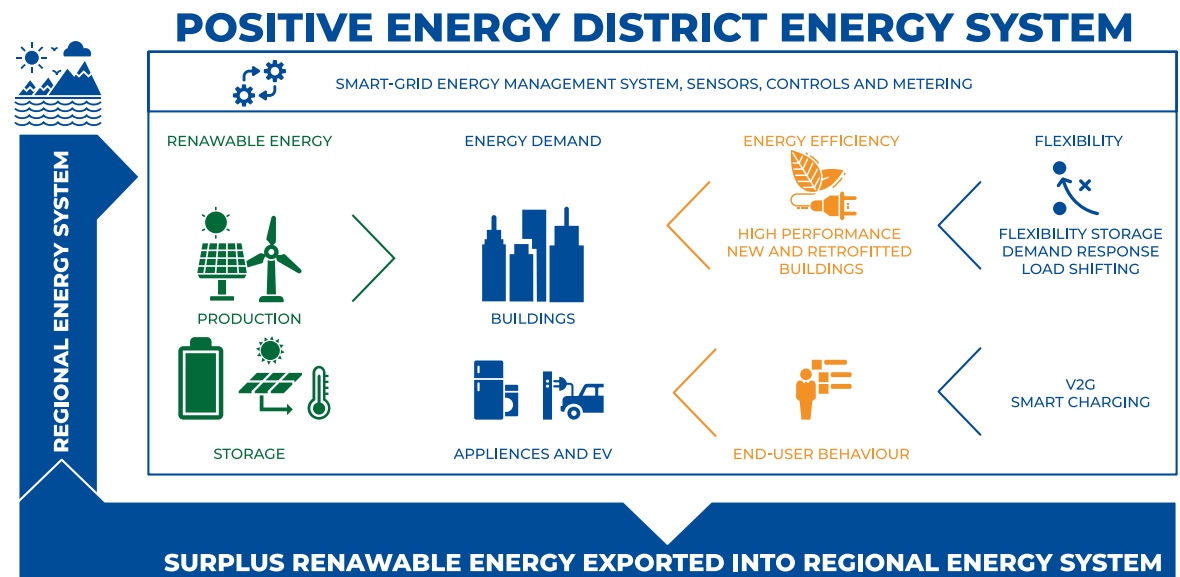 POSITIVE ENERGY DISTRICT ENERGY SYSTEM
SMART-GRID ENERGY MANAGEMENT SYSTEM, SENSORS, CONTROLS AND METERING
REGIONAL ENERGY SYSTEM
RENAWABLE ENERGY
PRODUCTION
STORAGE
ENERGY DEMAND
BUILDINGS
APPLIENCES AND EV
ENERGY EFFICIENCY
HIGH PERFORMANCE
NEW AND RETROFITTED
BUILDINGS
END-USER BEHAVIOUR
FLEXIBILITY
FLEXIBILITY STORAGE
DEMAND RESPONSE
LOAD SHIFTING
V2G
SMART CHARGING
SURPLUS RENAWABLE ENERGY EXPORTED INTO REGIONAL ENERGY SYSTEM